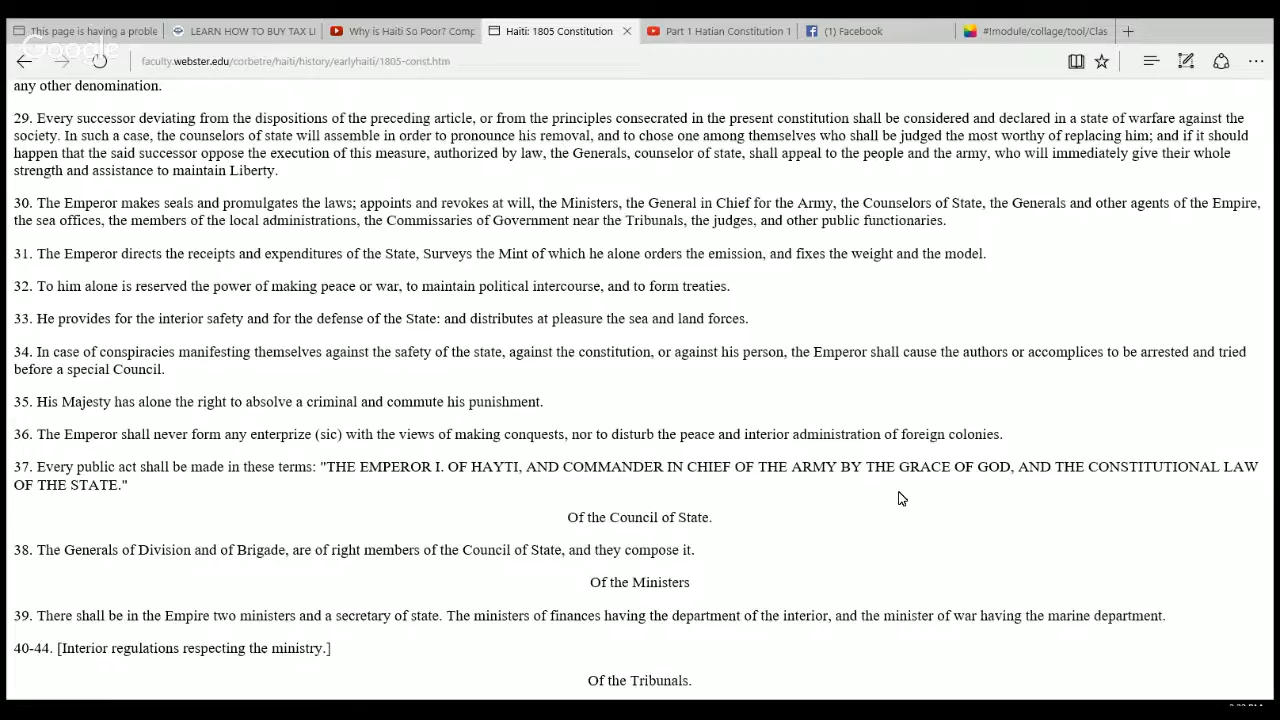 This page is having a proble
LEARN HOW TO BUY TAX LI
Why is Haiti So Poor? Comp
Haiti: 1805 Constitution
Part 1 Hatian Constitution 1
(1) Facebook
#!module/collage/tool/Clas
Google
faculty.webster.edu/corbetre/haiti/history/earlyhaiti/1805-const.htm
any other denomination.
29. Every successor deviating from the dispositions of the preceding article, or from the principles consecrated in the present constitution shall be considered and declared in a state of warfare against the
society. In such a case, the counselors of state will assemble in order to pronounce his removal, and to chose one among themselves who shall be judged the most worthy of replacing him; and if it should
happen that the said successor oppose the execution of this measure, authorized by law, the Generals, counselor of state, shall appeal to the people and the army, who will immediately give their whole
strength and assistance to maintain Liberty.
30. The Emperor makes seals and promulgates the laws; appoints and revokes at will, the Ministers, the General in Chief for the Army, the Counselors of State, the Generals and other agents of the Empire,
the sea offices, the members of the local administrations, the Commissaries of Government near the Tribunals, the judges, and other public functionaries.
31. The Emperor directs the receipts and expenditures of the State, Surveys the Mint of which he alone orders the emission, and fixes the weight and the model.
32. To him alone is reserved the power of making peace or war, to maintain political intercourse, and to form treaties.
33. He provides for the interior safety and for the defense of the State: and distributes at pleasure the sea and land forces.
34. In case of conspiracies manifesting themselves against the safety of the state, against the constitution, or against his person, the Emperor shall cause the authors or accomplices to be arrested and tried
before a special Council.
35. His Majesty has alone the right to absolve a criminal and commute his punishment.
36. The Emperor shall never form any enterprize (sic) with the views of making conquests, nor to disturb the peace and interior administration of foreign colonies.
37. Every public act shall be made in these terms: "THE EMPEROR I. OF HAYTI, AND COMMANDER IN CHIEF OF THE ARMY BY THE GRACE OF GOD, AND THE CONSTITUTIONAL LAW
OF THE STATE."
Of the Council of State.
38. The Generals of Division and of Brigade, are of right members of the Council of State, and they compose it.
Of the Ministers
39. There shall be in the Empire two ministers and a secretary of state. The ministers of finances having the department of the interior, and the minister of war having the marine department.
40-44. [Interior regulations respecting the ministry.]
Of the Tribunals.